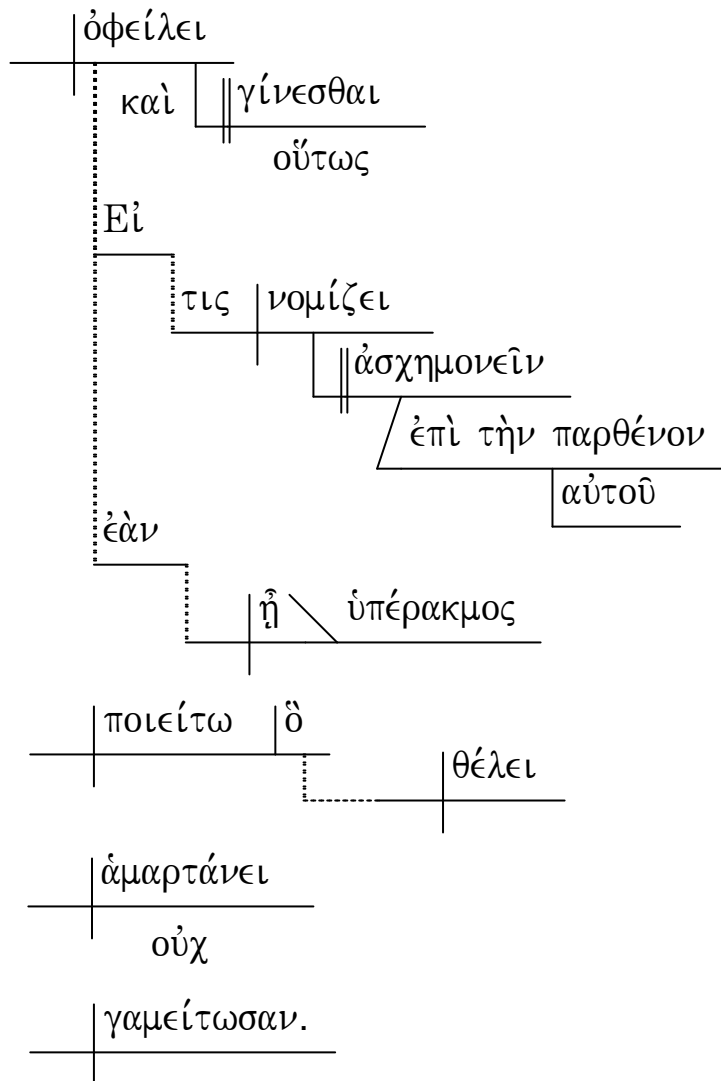 ὀφείλει
καὶ γίνεσθαι
οὕτως
Εἰ
τις νομίζει
ἀσχημονεῖν
ἐπὶ τὴν παρθένον
αὐτοῦ
ἐὰν
ᾖ ὑπέρακμος
ποιείτω ὃ
θέλει
ἁμαρτάνει
οὐχ
γαμείτωσαν.